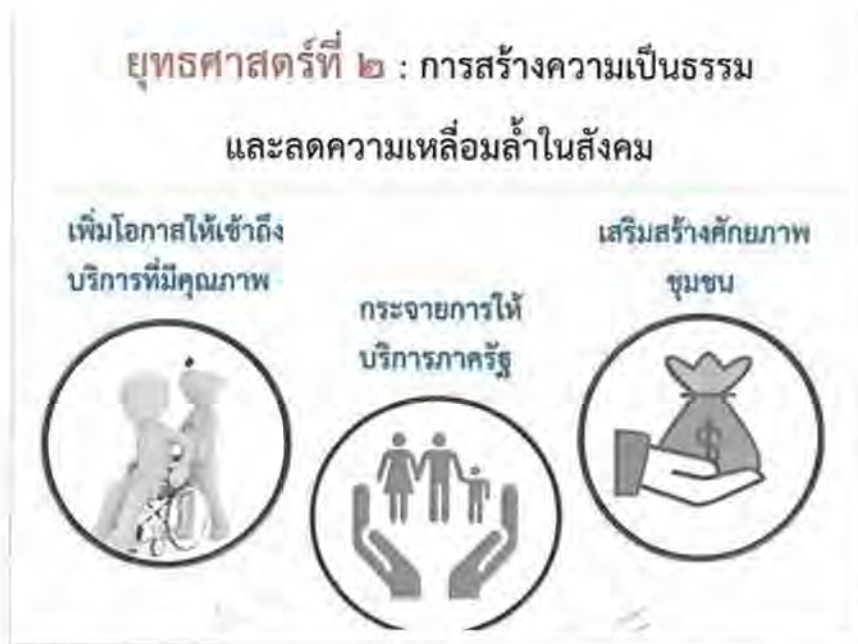 ยุทธศาสตร์ที่ ๒ : การสร้างความเป็นธรรม
และลดความเหลื่อมล้ำในสังคม
เพิ่มโอกาสให้เข้าถึง
บริการที่มีคุณภาพ
กระจายการให้
บริการภาครัฐ
เสริมสร้างศักยภาพ
ชุมชน
$